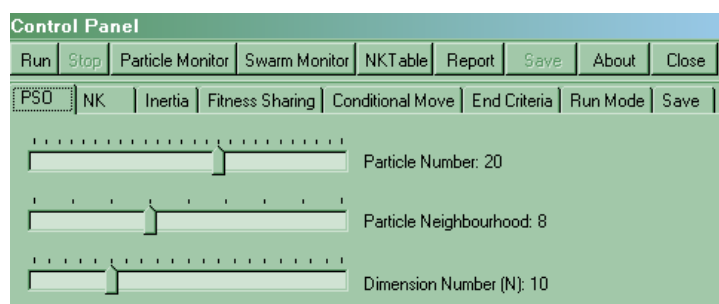 Control Panel
Run Stop Particle Monitor Swarm Monitor NKTable Report Save About Close
PSO NK Inertia Fitness Sharing Conditional Move End Criteria Run Mode Save
Particle Number: 20
Particle Neighbourhood: 8
Dimension Number (N): 10